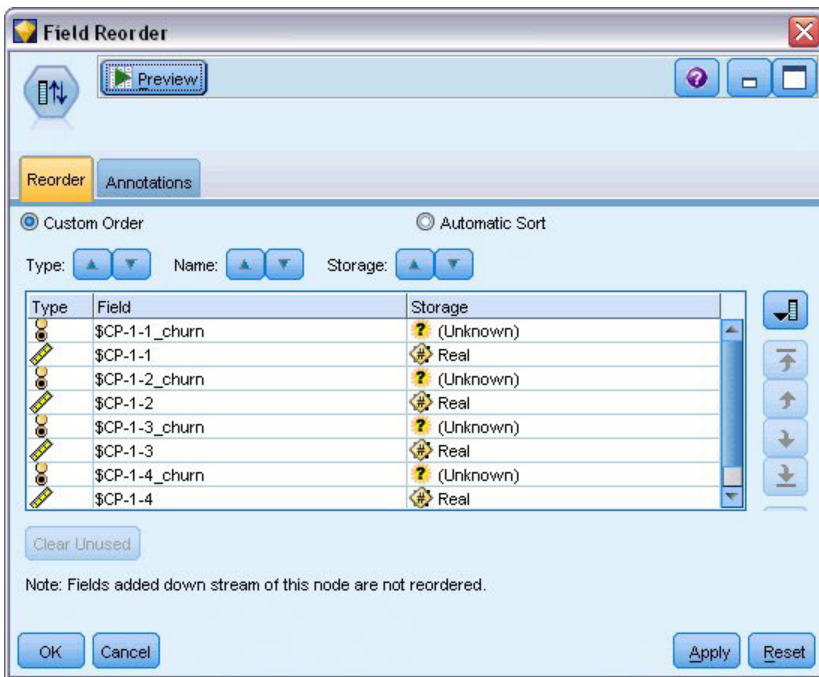 Field Reorder
Preview
Reorder Annotations
Custom Order Automatic Sort
Type: Name: Storage:
Type Field Storage
$CP-1-1_churn ? (Unknown)
$CP-1-1 # Real
$CP-1-2_churn ? (Unknown)
$CP-1-2 # Real
$CP-1-3_churn ? (Unknown)
$CP-1-3 # Real
$CP-1-4_churn ? (Unknown)
$CP-1-4 # Real
Clear Unused
Note: Fields added down stream of this node are not reordered.
OK Cancel Apply Reset